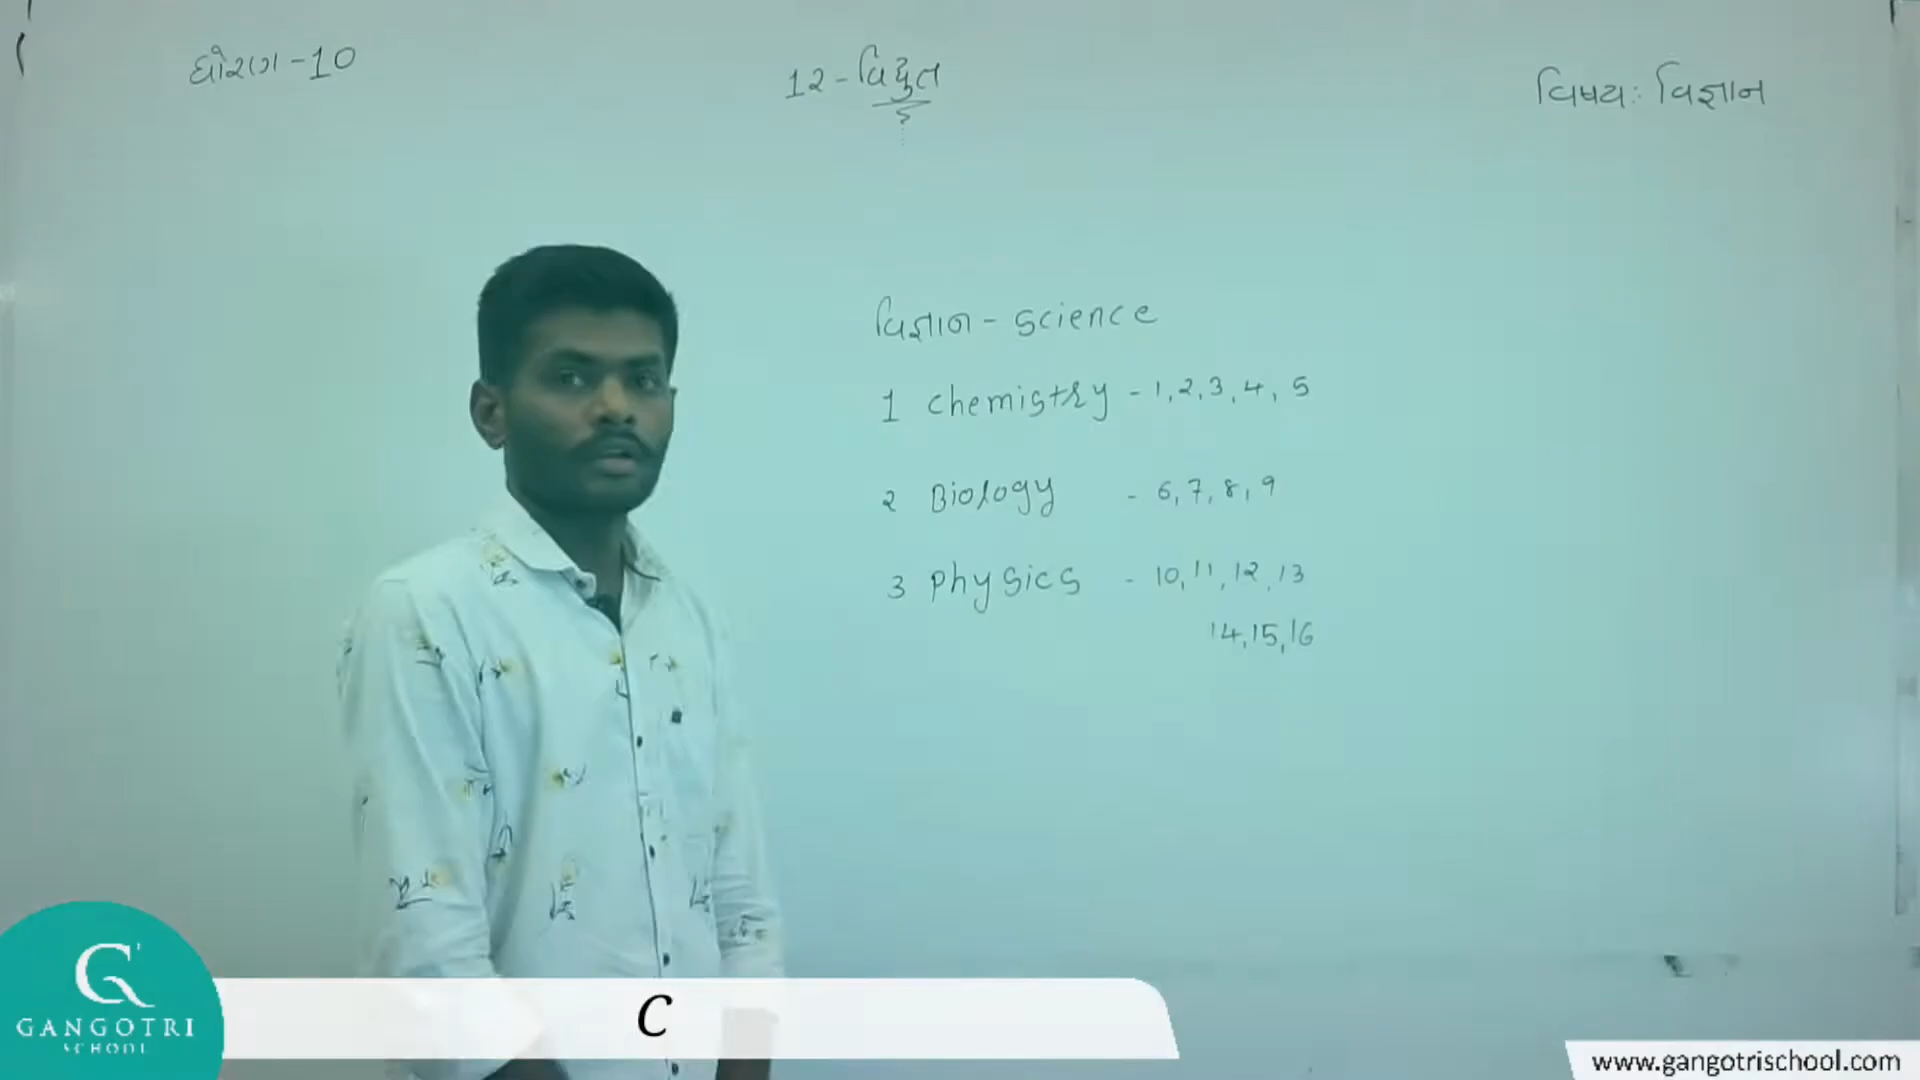 ધોરણ-10
12-વિદ્યુત
વિષય: વિજ્ઞાન
વિજ્ઞાન - science
1 chemistry - 1,2,3,4,5
2 Biology - 6,7,8,9
3 physics - 10,11,12,13
14,15,16
C
GANGOTRI
SCHOOL
www.gangotrischool.com